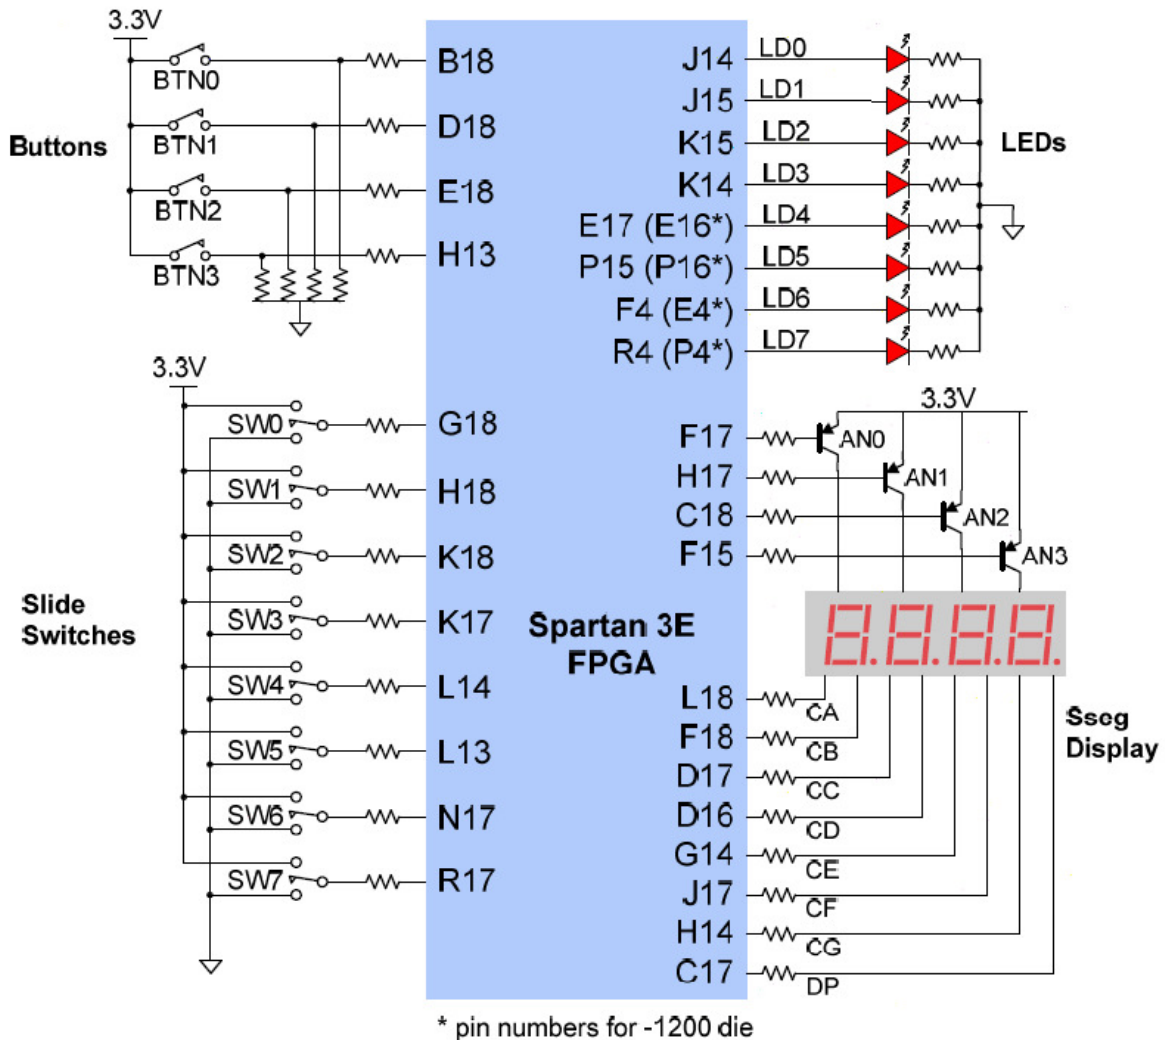 3.3V
BTN0
BTN1
BTN2
BTN3
Buttons
B18
D18
E18
H13
3.3V
SW0
SW1
SW2
SW3
SW4
SW5
SW6
SW7
Slide
Switches
G18
H18
K18
K17
L14
L13
N17
R17
Spartan 3E
FPGA
J14
J15
K15
K14
E17 (E16*)
P15 (P16*)
F4 (E4*)
R4 (P4*)
LD0
LD1
LD2
LD3
LD4
LD5
LD6
LD7
LEDs
F17
H17
C18
F15
3.3V
AN0
AN1
AN2
AN3
8.8.8.8.
L18
F18
D17
D16
G14
J17
H14
C17
CA
CB
CC
CD
CE
CF
CG
DP
Sseg
Display
* pin numbers for -1200 die